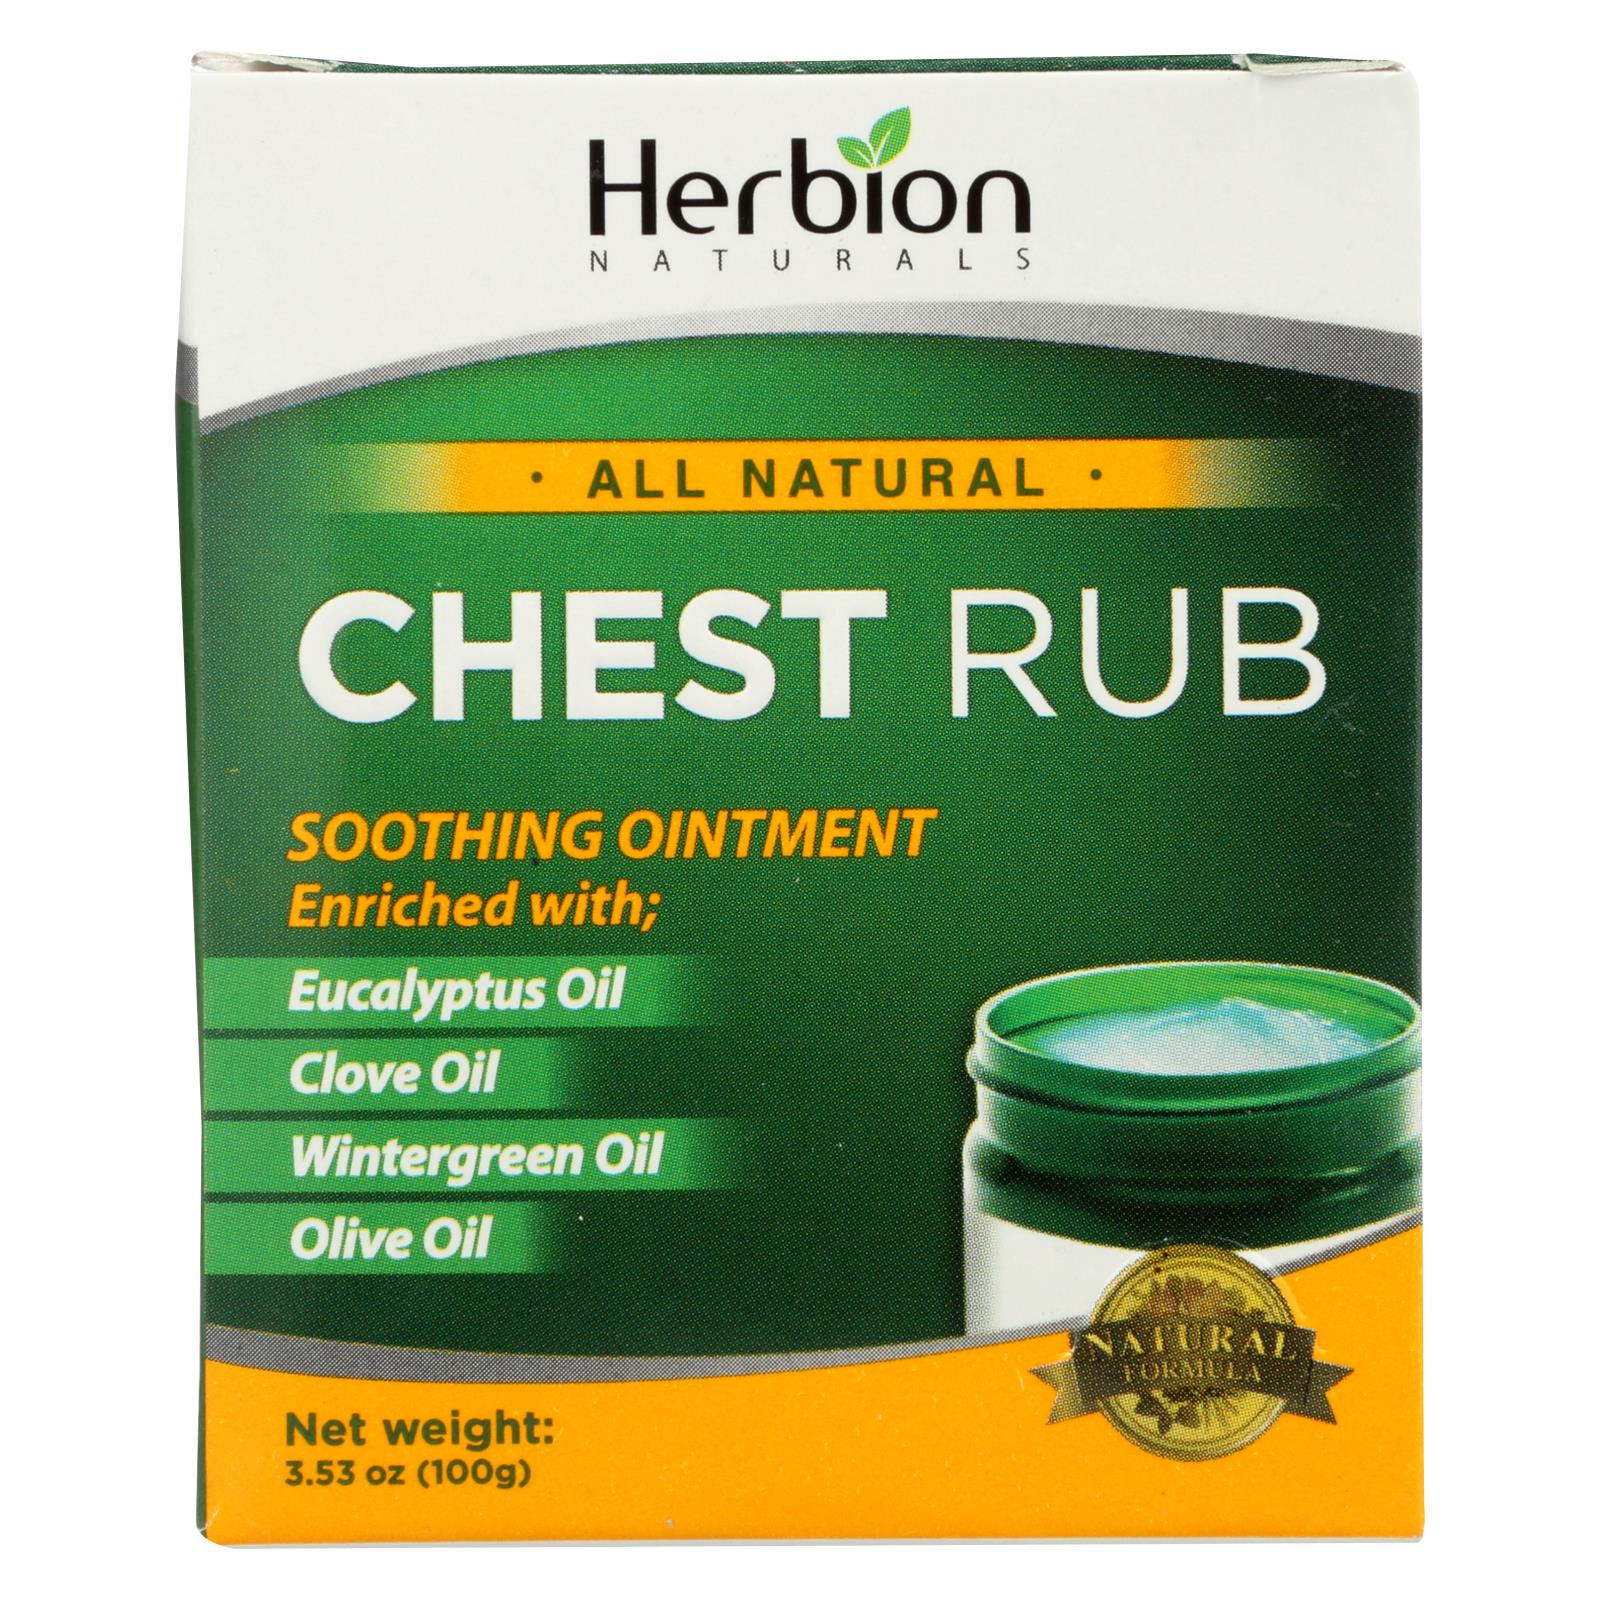 Herbion
NATURALS
• ALL NATURAL •
CHEST RUB
SOOTHING OINTMENT
Enriched with;
Eucalyptus Oil
Clove Oil
Wintergreen Oil
Olive Oil
NATURAL
FORMULA
Net weight:
3.53 oz (100g)